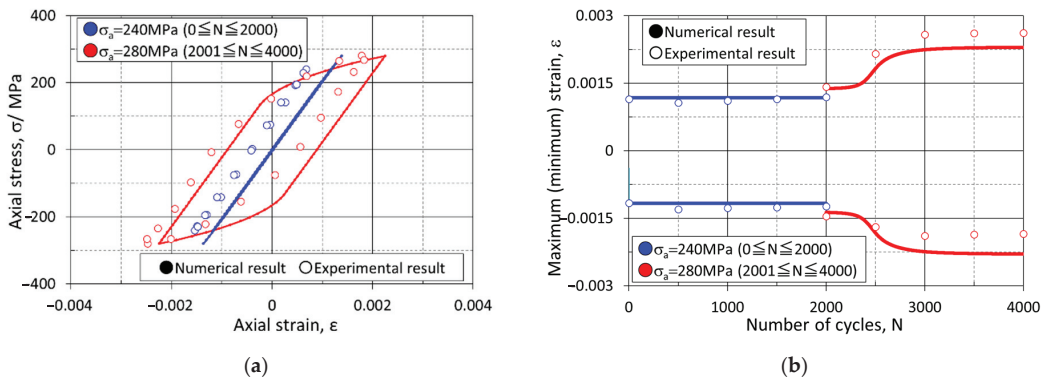 σa=240MPa (0≦N≦2000)
σa=280MPa (2001≦N≦4000)
400
200
0
−200
−400
Axial stress, σ/ MPa
Numerical result Experimental result
−0.004 −0.002 0 0.002 0.004
Axial strain, ε
(a)
0.003
0.0015
0
−0.0015
−0.003
Maximum (minimum) strain, ε
Numerical result
Experimental result
σa=240MPa (0≦N≦2000)
σa=280MPa (2001≦N≦4000)
0 1000 2000 3000 4000
Number of cycles, N
(b)